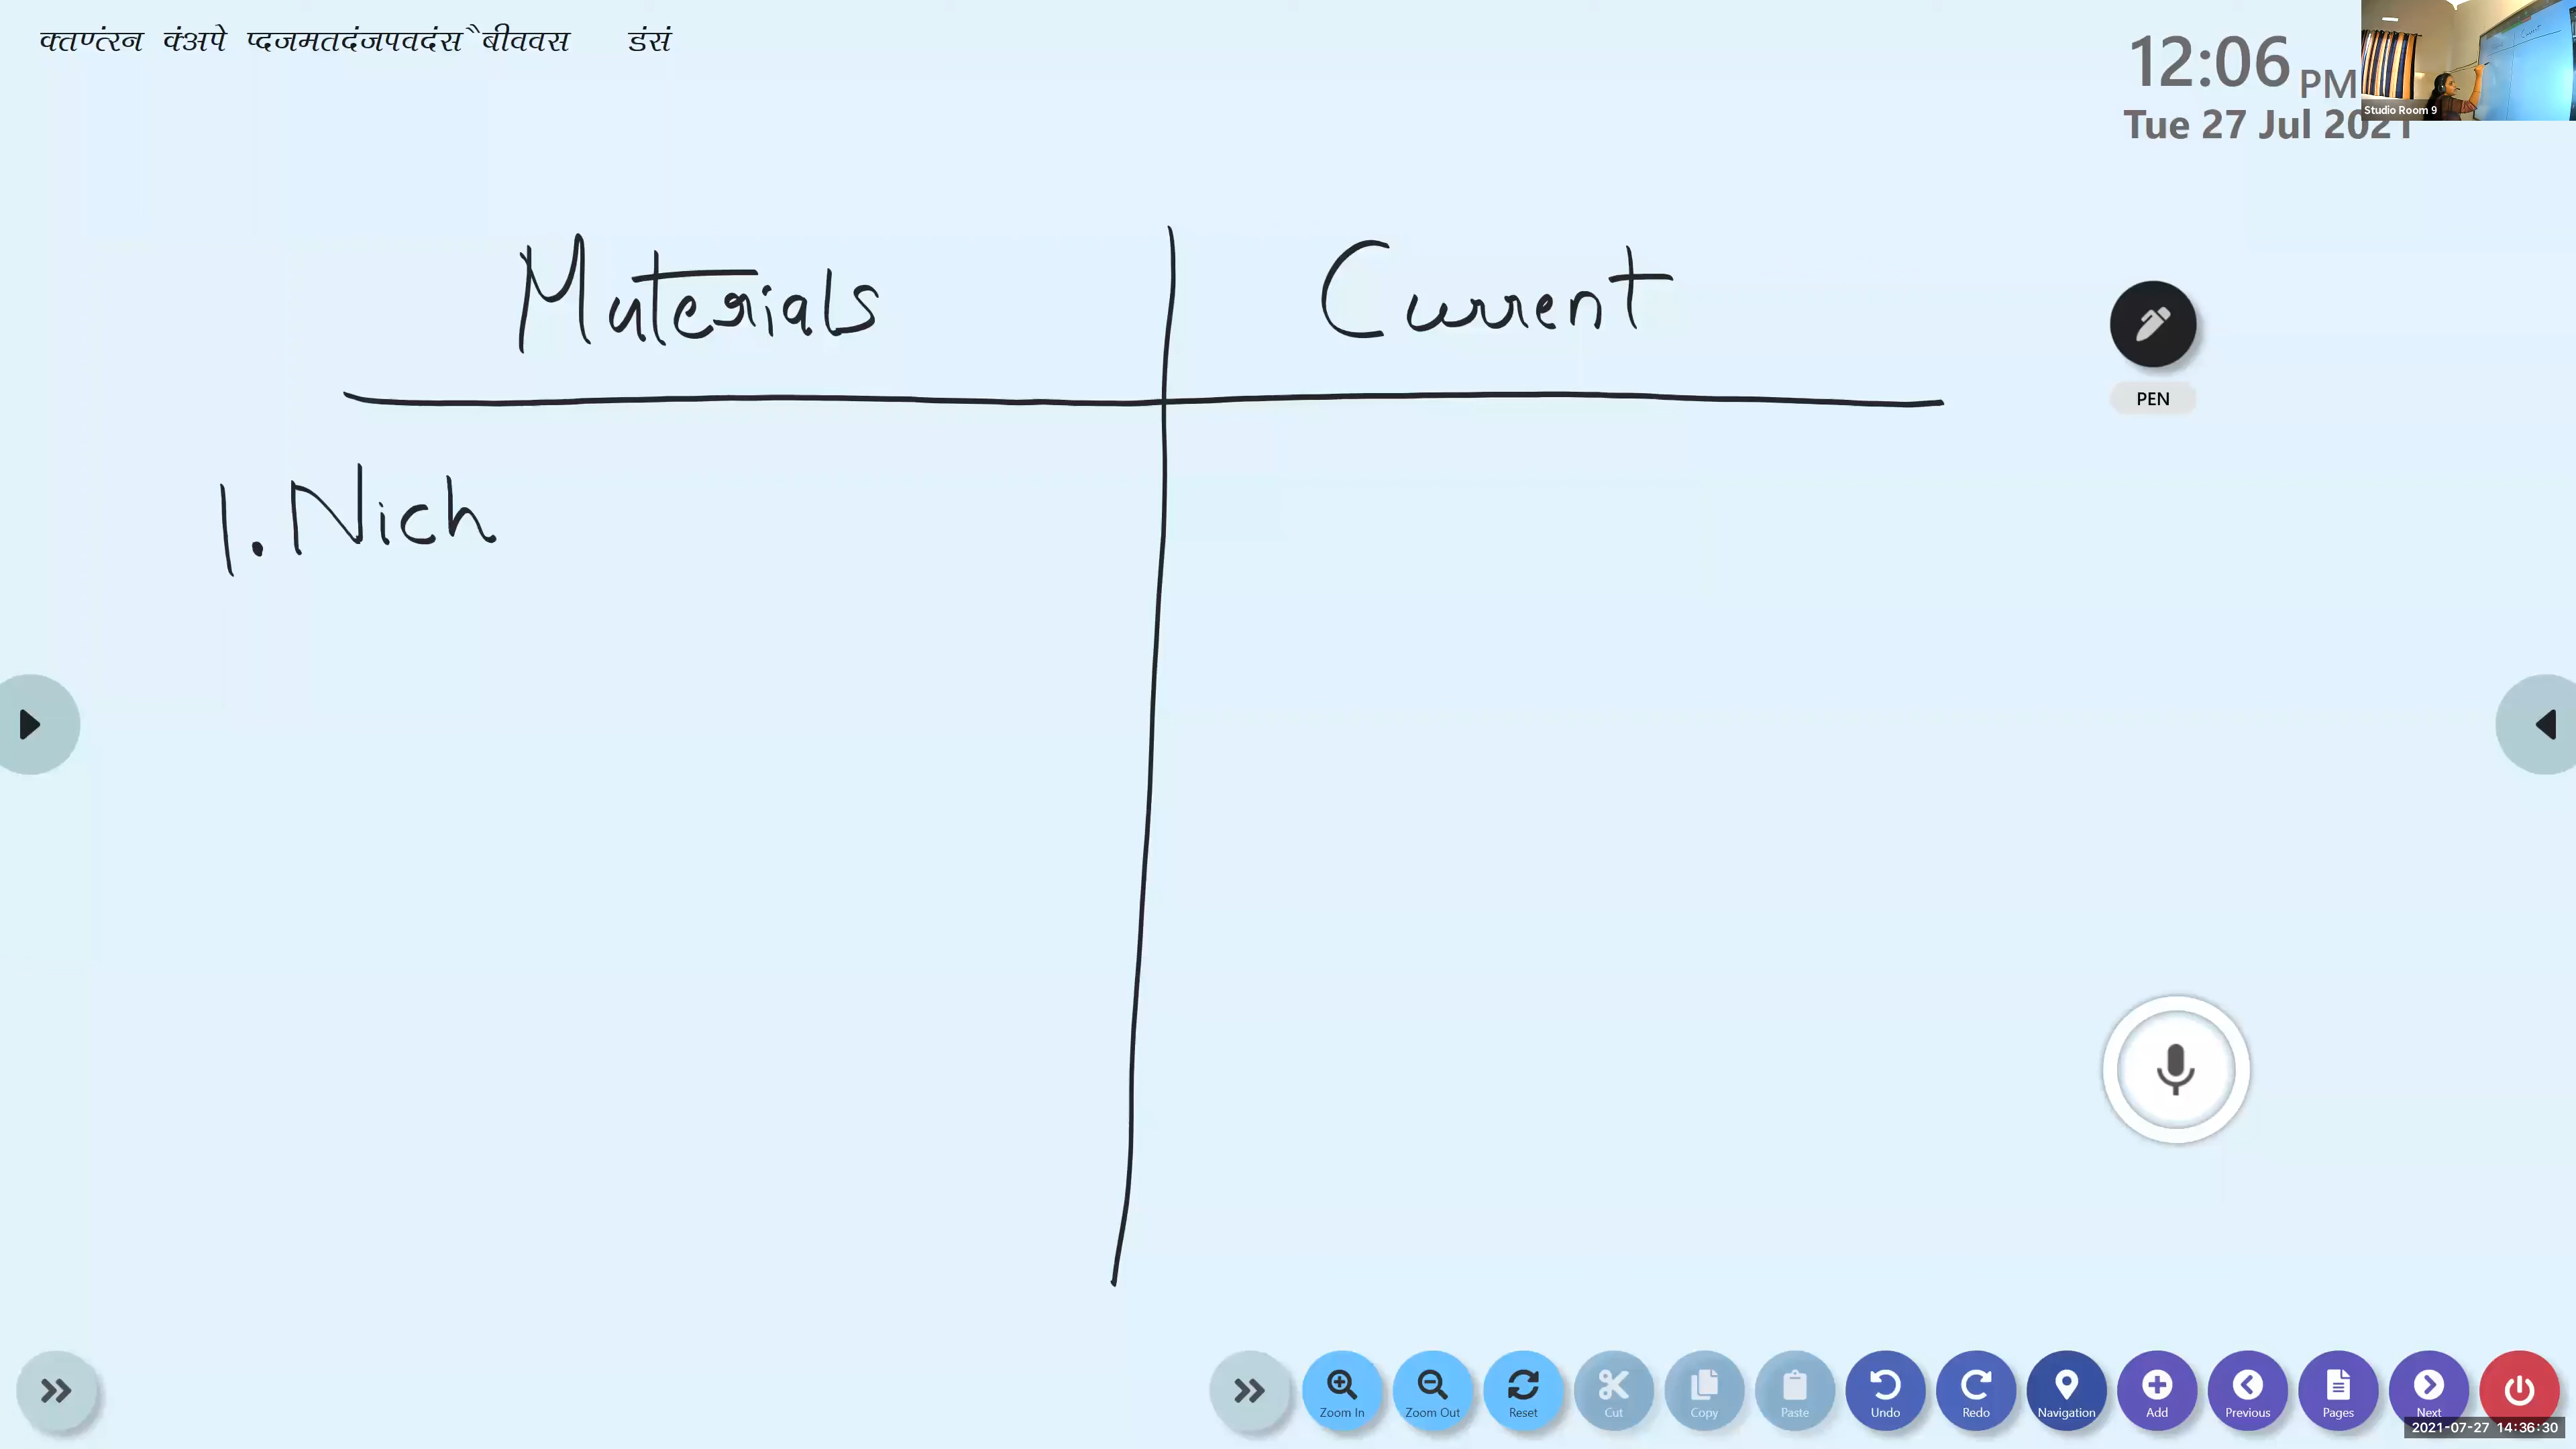 क्तण्तंरन कंअपे प्दजमतदंजपवदंस ैबीववस डंसं
12:06 PM
Tue 27 Jul 2021
Studio Room 9
Materials Current
PEN
1. Nich
Zoom In Zoom Out Reset Cut Copy Paste Undo Redo Navigation Add Previous Pages Next
2021-07-27 14:36:30